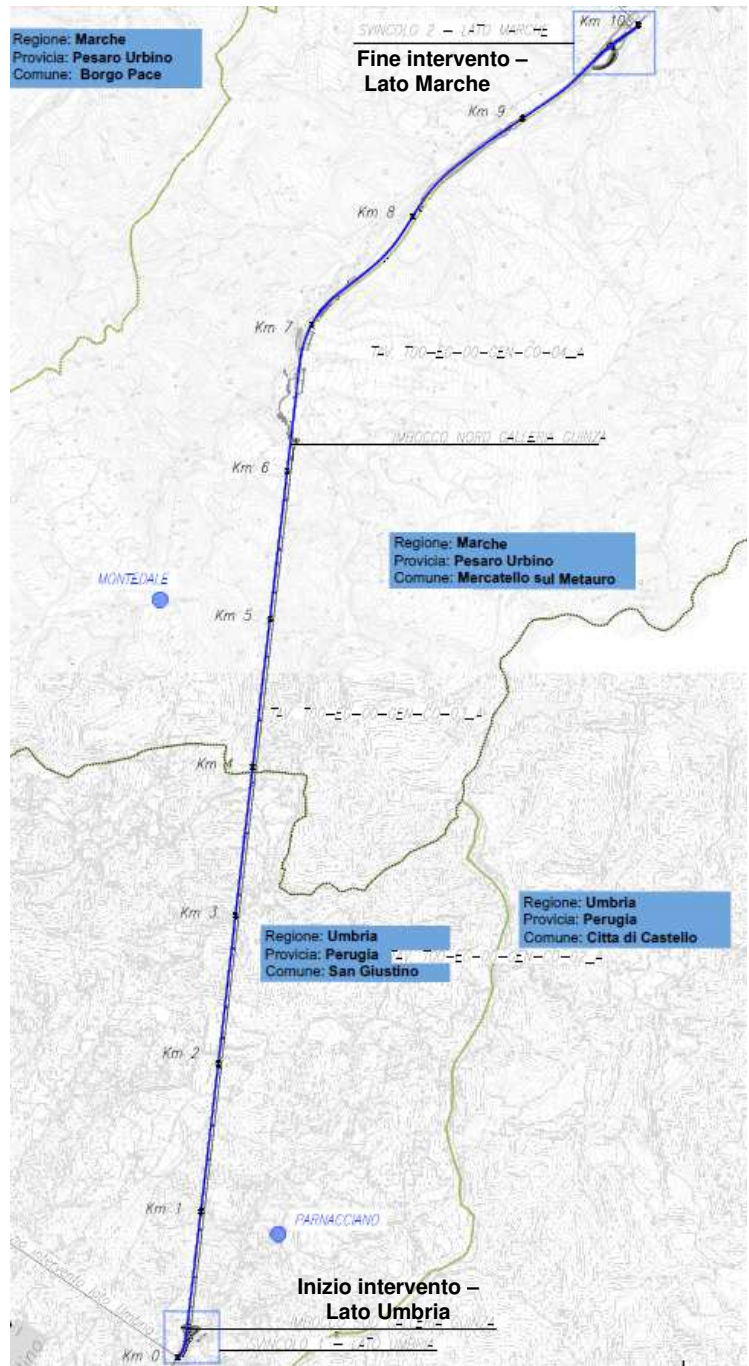 SVINCOLO 2 - LATO MARCHE
Km 10
Regione: Marche
Provicia: Pesaro Urbino
Comune: Borgo Pace
Fine intervento –
Lato Marche
Km 9
Km 8
Km 7
IMBOCCO NORD GALLERIA GUINZA
Km 6
Regione: Marche
Provicia: Pesaro Urbino
Comune: Mercatello sul Metauro
MONTEDALE
Km 5
Km 4
Km 3
Regione: Umbria
Provicia: Perugia
Comune: Citta di Castello
Regione: Umbria
Provicia: Perugia
Comune: San Giustino
Km 2
Km 1
PARNACCIANO
Inizio intervento –
Lato Umbria
SVINCOLO 1 - LATO UMBRIA
Km 0